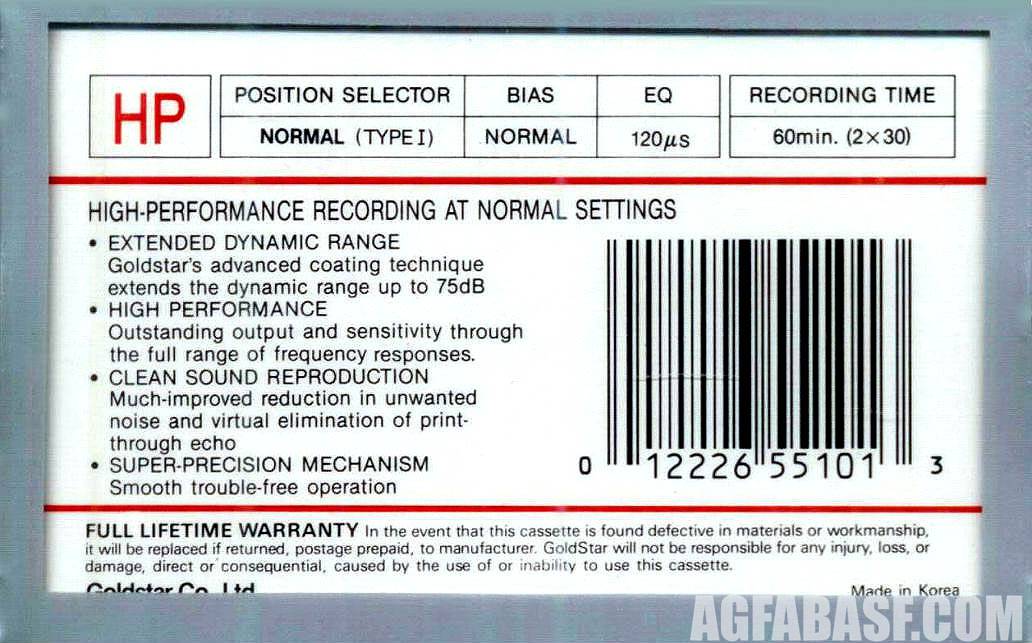 HP
POSITION SELECTOR BIAS EQ RECORDING TIME
NORMAL (TYPE I) NORMAL 120μs 60min. (2×30)
HIGH-PERFORMANCE RECORDING AT NORMAL SETTINGS
• EXTENDED DYNAMIC RANGE
Goldstar's advanced coating technique
extends the dynamic range up to 75dB
• HIGH PERFORMANCE
Outstanding output and sensitivity through
the full range of frequency responses.
• CLEAN SOUND REPRODUCTION
Much-improved reduction in unwanted
noise and virtual elimination of print-
through echo
• SUPER-PRECISION MECHANISM
Smooth trouble-free operation
0 12226 55101 3
FULL LIFETIME WARRANTY In the event that this cassette is found defective in materials or workmanship,
it will be replaced if returned, postage prepaid, to manufacturer. GoldStar will not be responsible for any injury, loss, or
damage, direct or consequential, caused by the use of or inability to use this cassette.
Goldstar Co. Ltd. Made in Korea
AGFABASE.COM